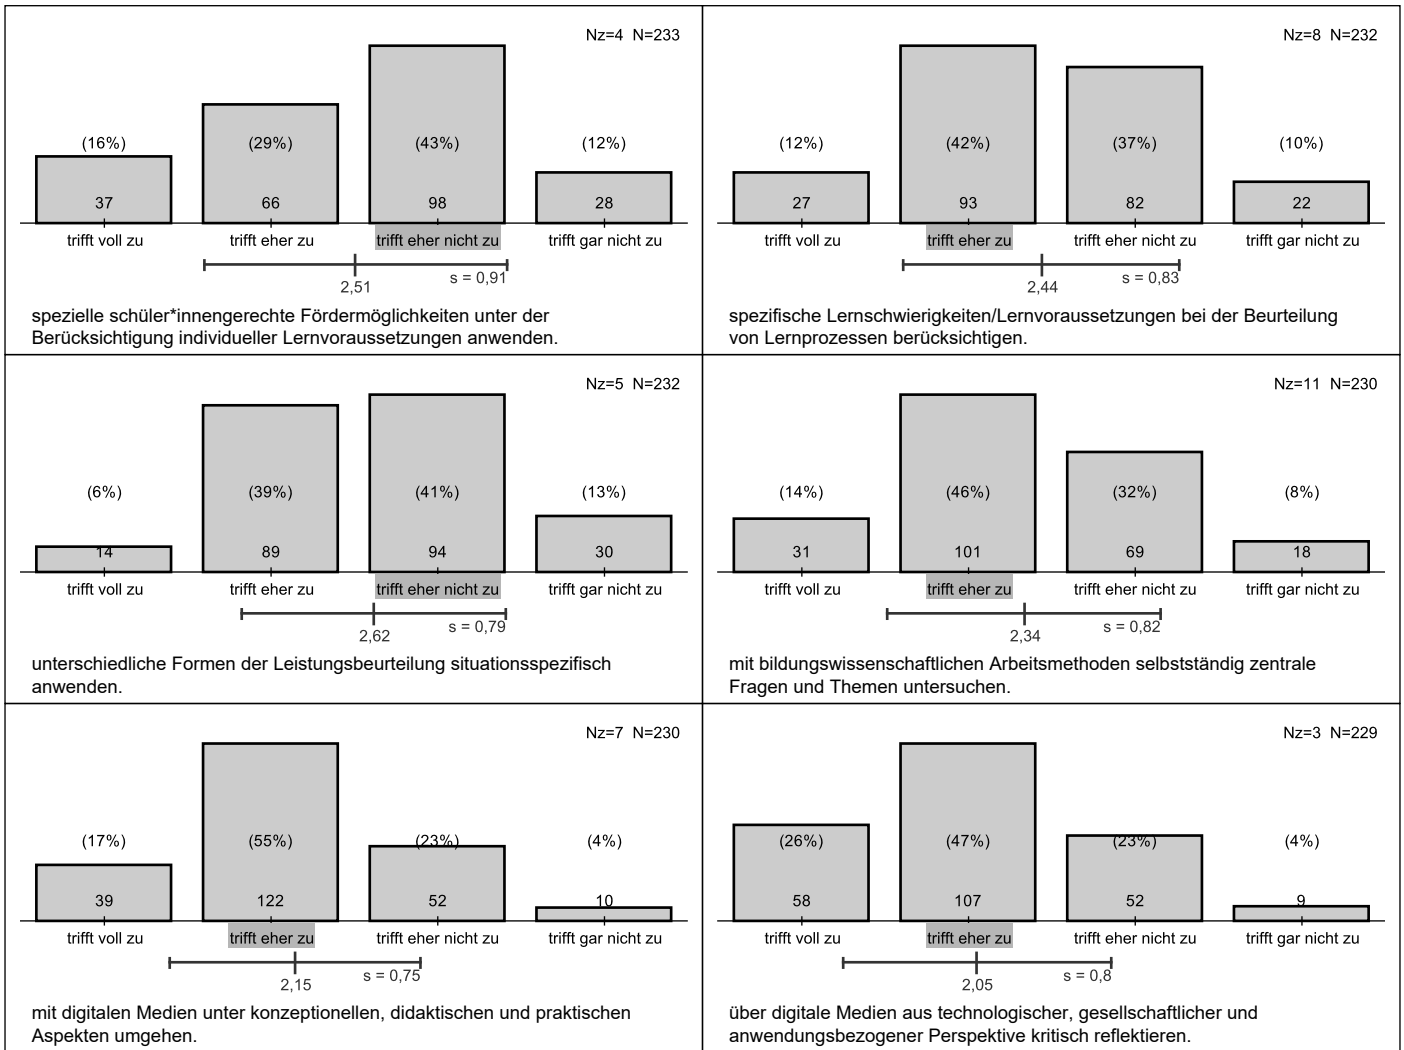 Nz=4 N=233
(16%) (29%) (43%) (12%)
37 66 98 28
trifft voll zu trifft eher zu trifft eher nicht zu trifft gar nicht zu
s = 0,91
2,51
spezielle schüler*innengerechte Fördermöglichkeiten unter der
Berücksichtigung individueller Lernvoraussetzungen anwenden.
Nz=8 N=232
(12%) (42%) (37%) (10%)
27 93 82 22
trifft voll zu trifft eher zu trifft eher nicht zu trifft gar nicht zu
s = 0,83
2,44
spezifische Lernschwierigkeiten/Lernvoraussetzungen bei der Beurteilung
von Lernprozessen berücksichtigen.
Nz=5 N=232
(6%) (39%) (41%) (13%)
14 89 94 30
trifft voll zu trifft eher zu trifft eher nicht zu trifft gar nicht zu
s = 0,79
2,62
unterschiedliche Formen der Leistungsbeurteilung situationsspezifisch
anwenden.
Nz=11 N=230
(14%) (46%) (32%) (8%)
31 101 69 18
trifft voll zu trifft eher zu trifft eher nicht zu trifft gar nicht zu
s = 0,82
2,34
mit bildungswissenschaftlichen Arbeitsmethoden selbstständig zentrale
Fragen und Themen untersuchen.
Nz=7 N=230
(17%) (55%) (23%) (4%)
39 122 52 10
trifft voll zu trifft eher zu trifft eher nicht zu trifft gar nicht zu
s = 0,75
2,15
mit digitalen Medien unter konzeptionellen, didaktischen und praktischen
Aspekten umgehen.
Nz=3 N=229
(26%) (47%) (23%) (4%)
58 107 52 9
trifft voll zu trifft eher zu trifft eher nicht zu trifft gar nicht zu
s = 0,8
2,05
über digitale Medien aus technologischer, gesellschaftlicher und
anwendungsbezogener Perspektive kritisch reflektieren.